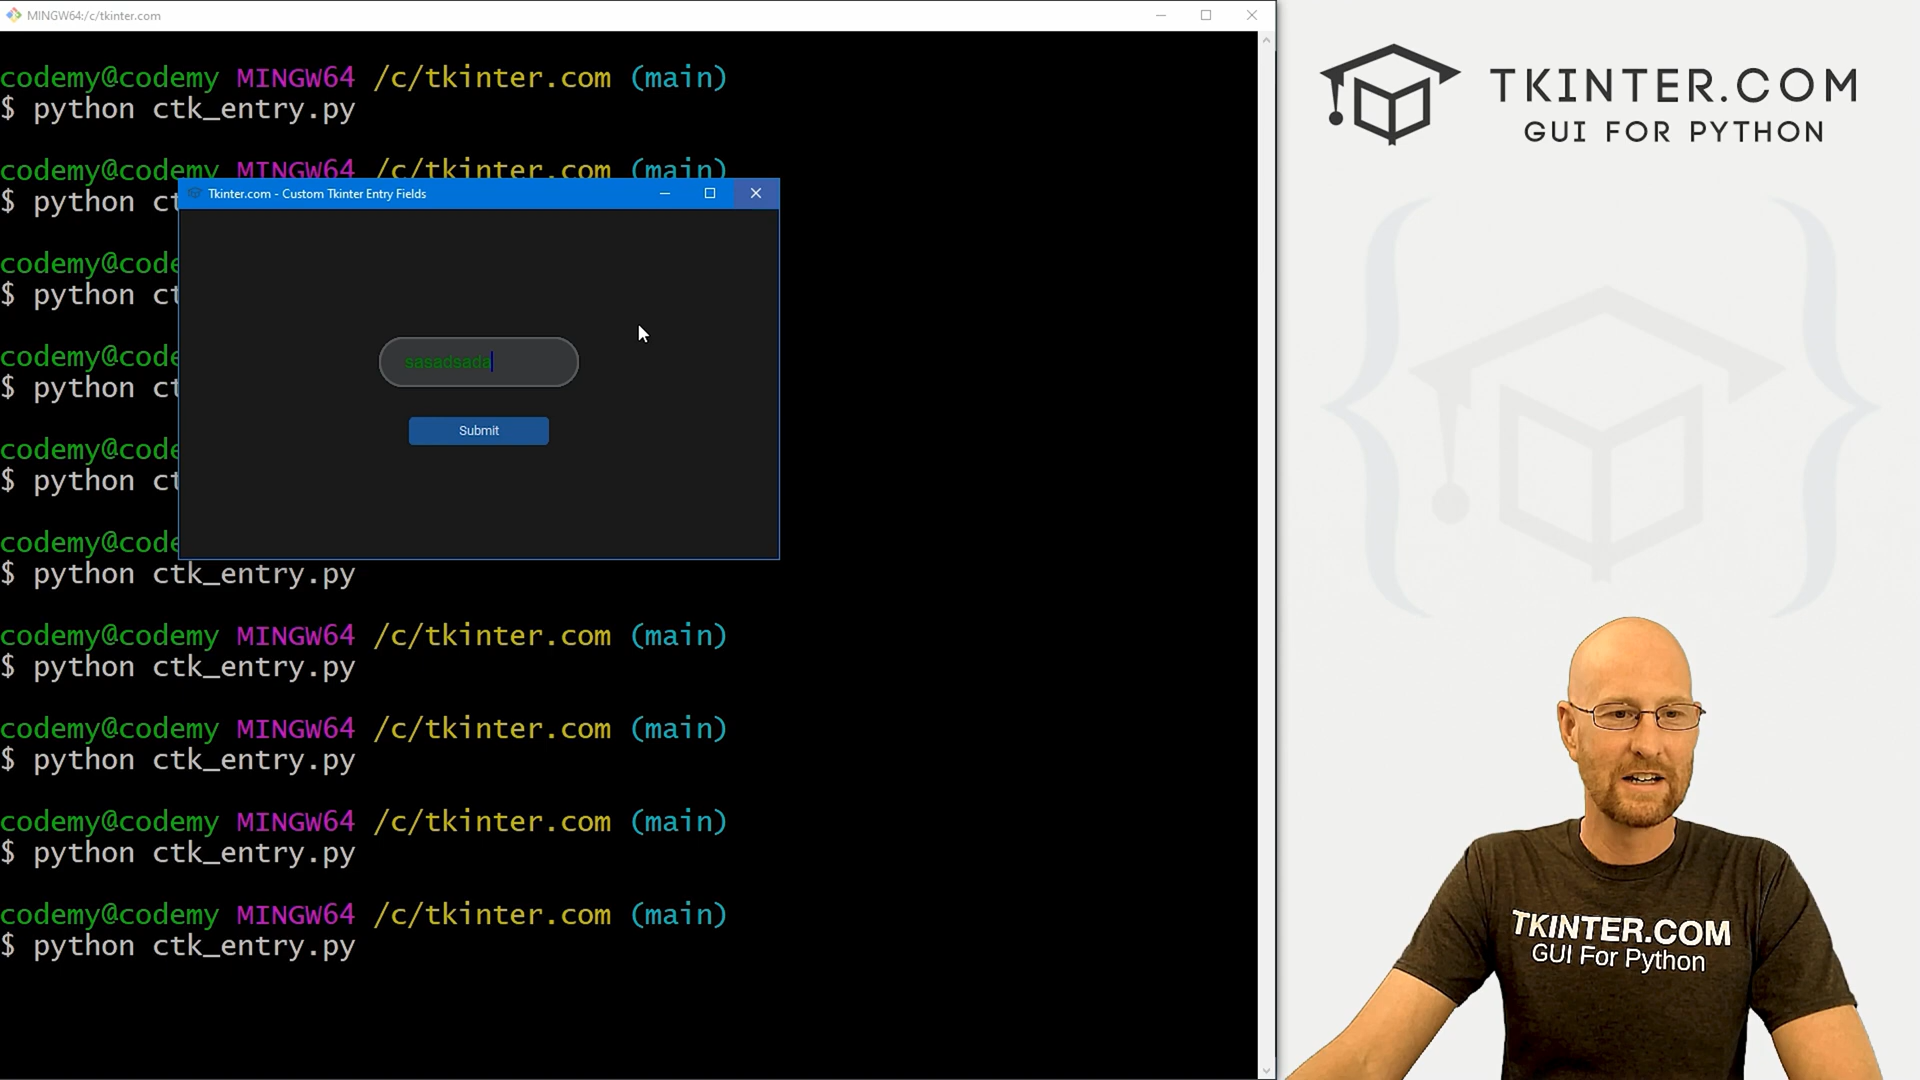 MINGW64:/c/tkinter.com
codemy@codemy MINGW64 /c/tkinter.com (main)
$ python ctk_entry.py
codemy@codemy MINGW64 /c/tkinter.com (main)
$ python ct
Tkinter.com - Custom Tkinter Entry Fields
codemy@code
$ python ct
sasadsada
codemy@code
$ python ct
Submit
codemy@code
$ python ct
codemy@code
$ python ctk_entry.py
codemy@codemy MINGW64 /c/tkinter.com (main)
$ python ctk_entry.py
codemy@codemy MINGW64 /c/tkinter.com (main)
$ python ctk_entry.py
codemy@codemy MINGW64 /c/tkinter.com (main)
$ python ctk_entry.py
codemy@codemy MINGW64 /c/tkinter.com (main)
$ python ctk_entry.py
TKINTER.COM
GUI FOR PYTHON
TKINTER.COM
GUI For Python